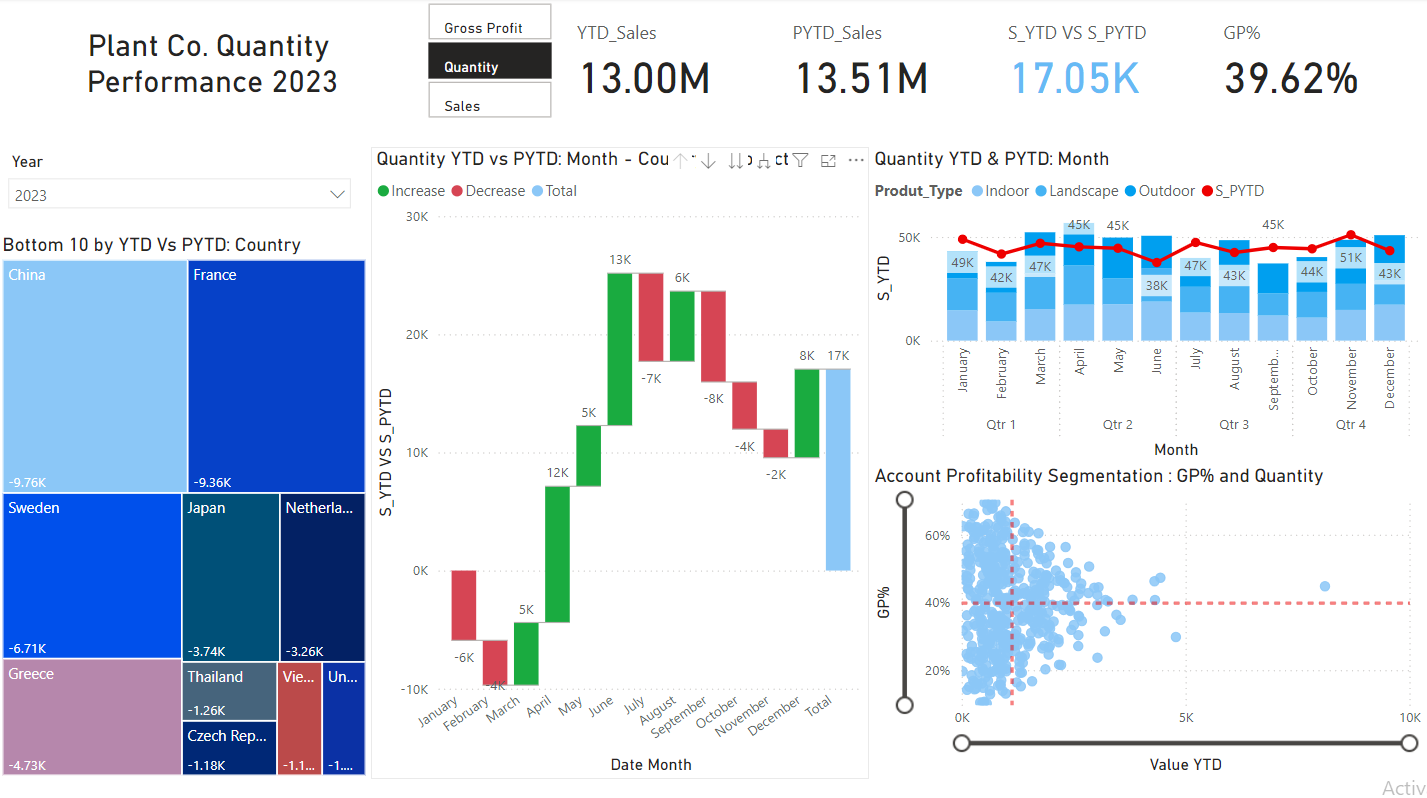 Plant Co. Quantity
Performance 2023
Gross Profit
Quantity
Sales
YTD_Sales
13.00M
PYTD_Sales
13.51M
S_YTD VS S_PYTD
17.05K
GP%
39.62%
Year
2023
Bottom 10 by YTD Vs PYTD: Country
China
-9.76K
France
-9.36K
Sweden
-6.71K
Japan
-3.74K
Netherla...
-3.26K
Greece
-4.73K
Thailand
-1.26K
Czech Rep...
-1.18K
Vie...
-1.1...
Un...
-1....
Quantity YTD vs PYTD: Month - Cou
ct
Increase Decrease Total
S_YTD VS S_PYTD
30K
20K
10K
0K
-10K
-6K
-4K
5K
12K
5K
13K
-7K
6K
-8K
-4K
-2K
8K
17K
January
February
March
April
May
June
July
August
September
October
November
December
Total
Date Month
Quantity YTD & PYTD: Month
Produt_Type Indoor Landscape Outdoor S_PYTD
S_YTD
50K
0K
49K
42K
47K
45K
45K
38K
47K
43K
45K
44K
51K
43K
January
February
March
April
May
June
July
August
Septemb...
October
November
December
Qtr 1
Qtr 2
Qtr 3
Qtr 4
Month
Account Profitability Segmentation : GP% and Quantity
GP%
60%
40%
20%
0K
5K
10K
Value YTD
Activ